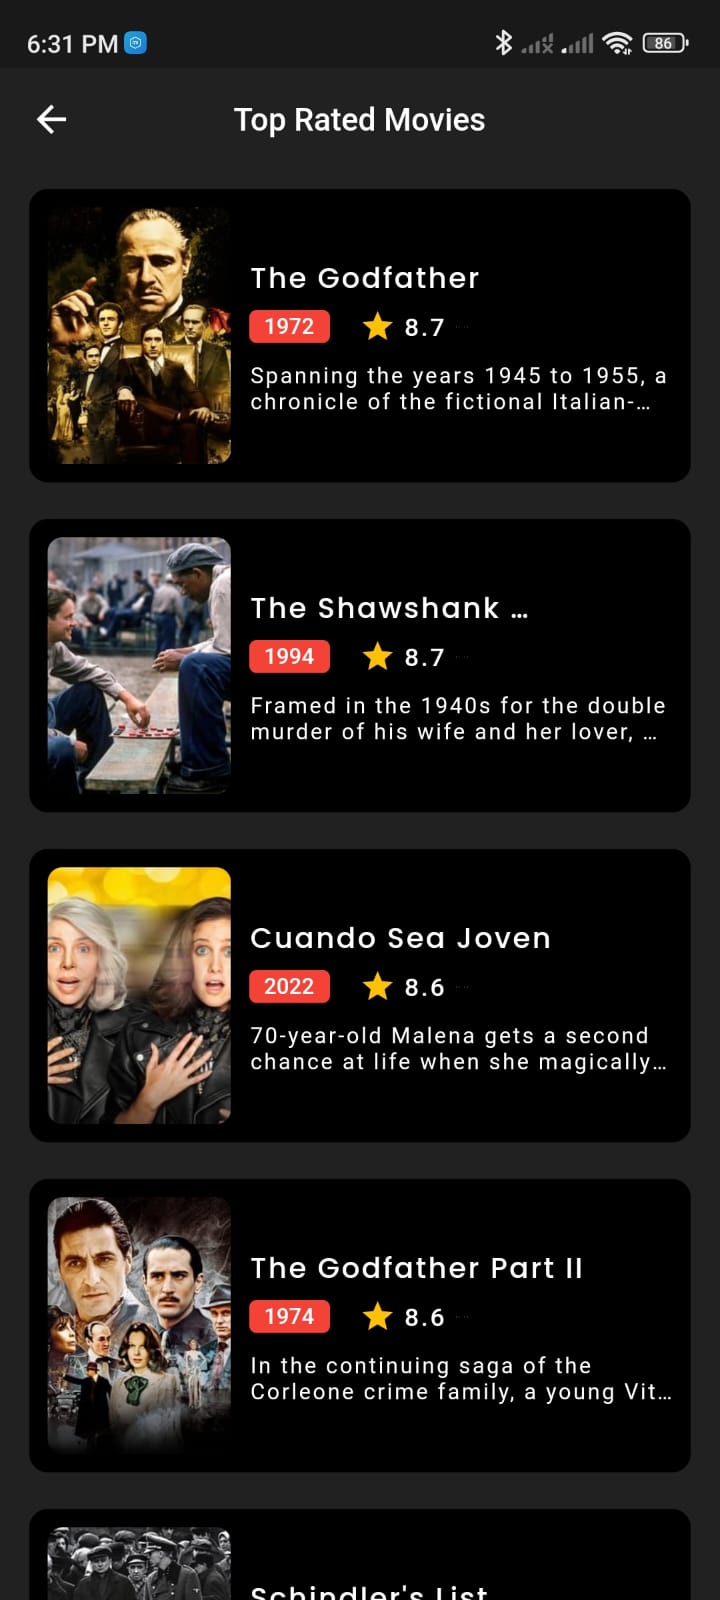 6:31 PM
86
Top Rated Movies
The Godfather
1972 8.7
Spanning the years 1945 to 1955, a
chronicle of the fictional Italian-…
The Shawshank …
1994 8.7
Framed in the 1940s for the double
murder of his wife and her lover, …
Cuando Sea Joven
2022 8.6
70-year-old Malena gets a second
chance at life when she magically…
The Godfather Part II
1974 8.6
In the continuing saga of the
Corleone crime family, a young Vit…
Schindler's List